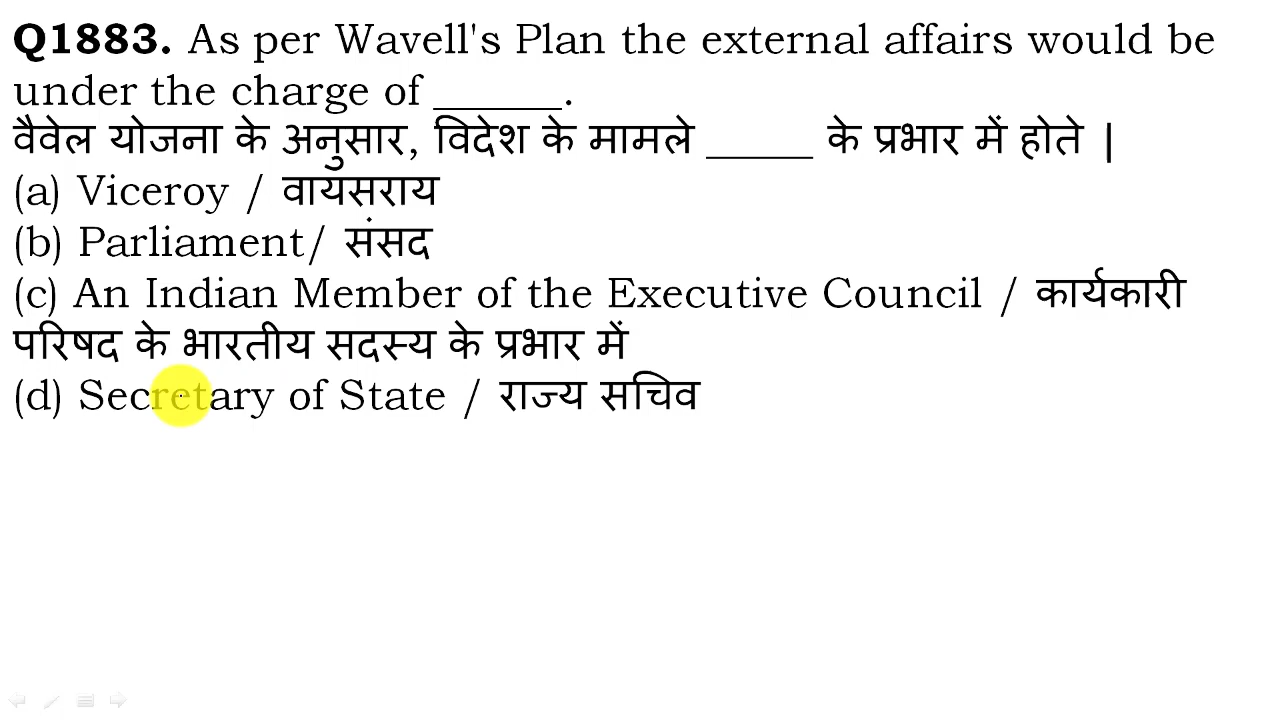 Q1883. As per Wavell's Plan the external affairs would be
under the charge of ______.
वैवेल योजना के अनुसार, विदेश के मामले _____ के प्रभार में होते |
(a) Viceroy / वायसराय
(b) Parliament/ संसद
(c) An Indian Member of the Executive Council / कार्यकारी
परिषद के भारतीय सदस्य के प्रभार में
(d) Secretary of State / राज्य सचिव